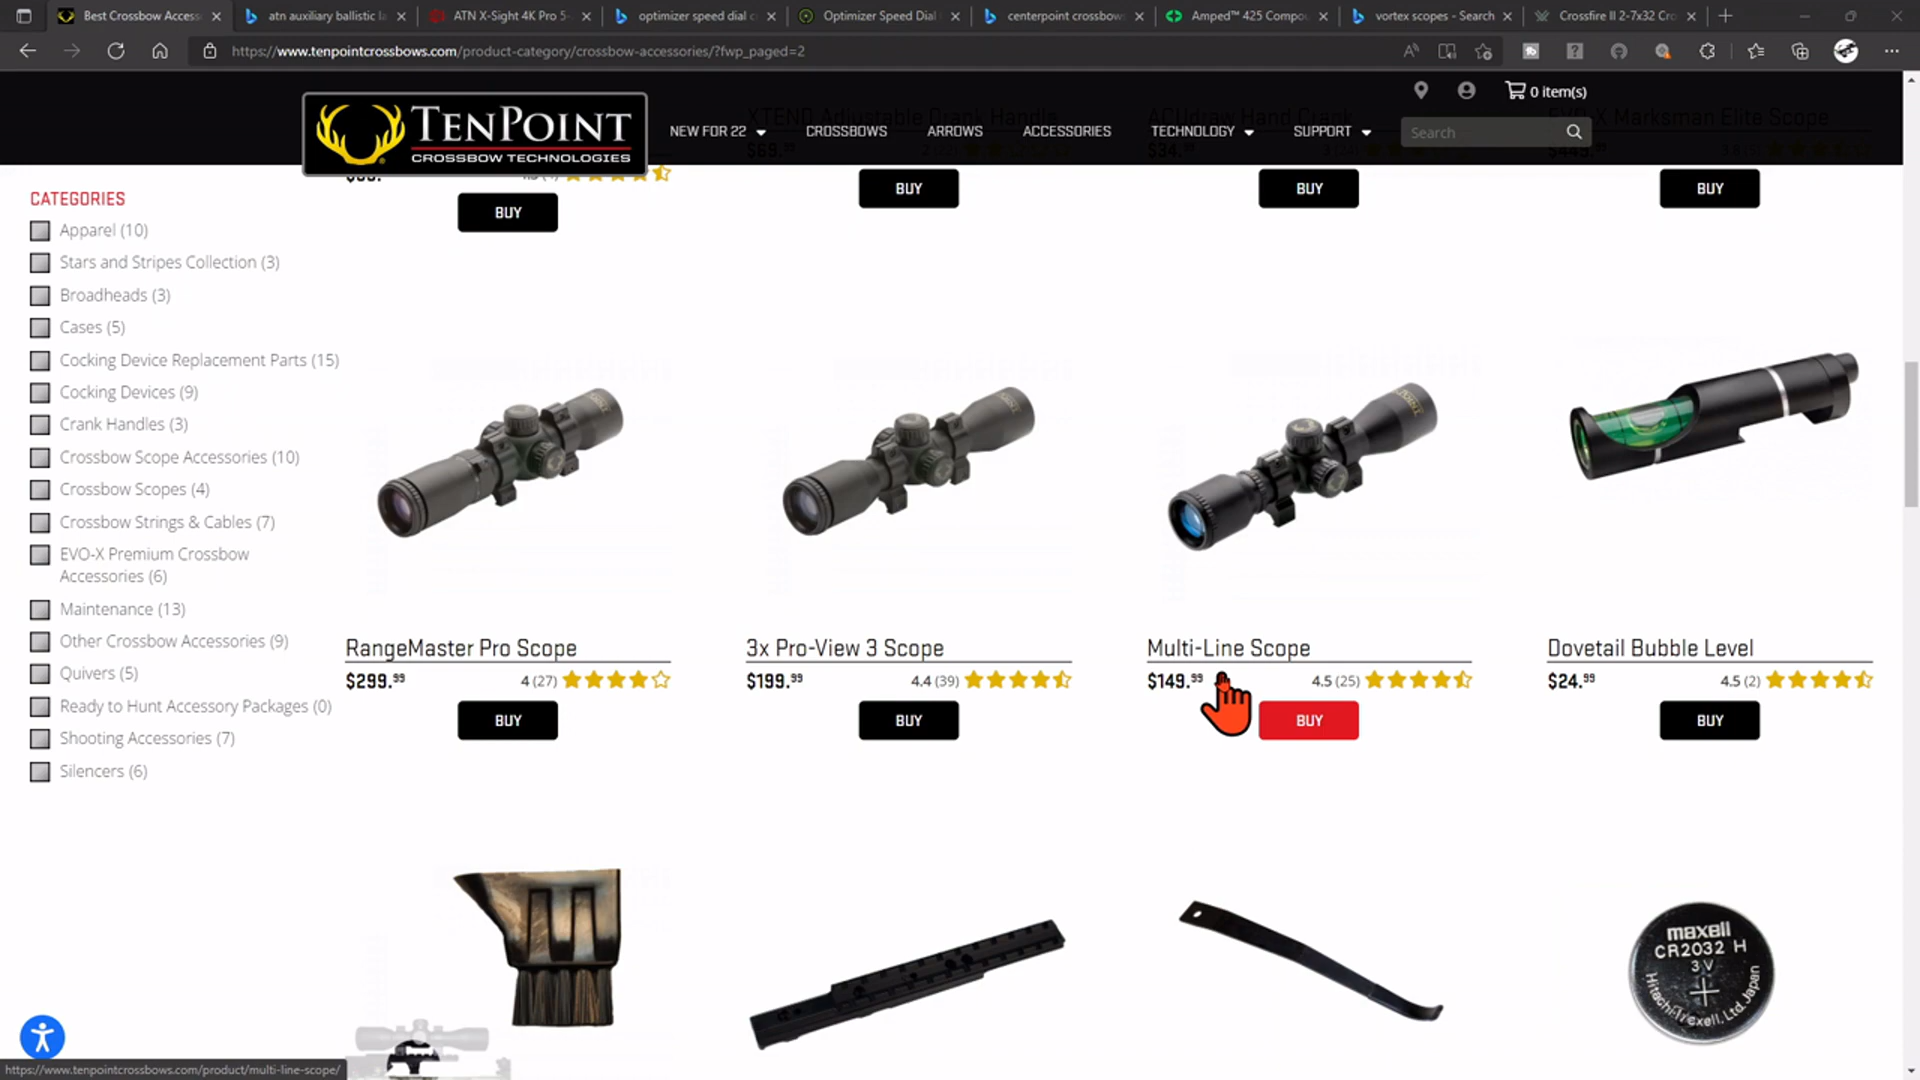 Best Crossbow Access
atn auxiliary ballistic la
ATN X-Sight 4K Pro 5-
optimizer speed dial c
Optimizer Speed Dial
centerpoint crossbows
Amped™ 425 Compou
vortex scopes - Search
Crossfire II 2-7x32 Cro
https://www.tenpointcrossbows.com/product-category/crossbow-accessories/?fwp_paged=2
0 item(s)
TENPOINT
CROSSBOW TECHNOLOGIES
NEW FOR 22
CROSSBOWS
ARROWS
ACCESSORIES
TECHNOLOGY
SUPPORT
Search
XTEND Adjustable Crank Handle
ACUdraw Hand Crank
EVO-X Marksman Elite Scope
$69.99
$34.99
BUY
BUY
BUY
BUY
CATEGORIES
Apparel (10)
Stars and Stripes Collection (3)
Broadheads (3)
Cases (5)
Cocking Device Replacement Parts (15)
Cocking Devices (9)
Crank Handles (3)
Crossbow Scope Accessories (10)
Crossbow Scopes (4)
Crossbow Strings & Cables (7)
EVO-X Premium Crossbow
Accessories (6)
Maintenance (13)
Other Crossbow Accessories (9)
Quivers (5)
Ready to Hunt Accessory Packages (0)
Shooting Accessories (7)
Silencers (6)
RangeMaster Pro Scope
$299.99 4 (27)
BUY
3x Pro-View 3 Scope
$199.99 4.4 (39)
BUY
Multi-Line Scope
$149.99 4.5 (25)
BUY
Dovetail Bubble Level
$24.99 4.5 (2)
BUY
maxell
CR2032 H
3V
+
https://www.tenpointcrossbows.com/product/multi-line-scope/